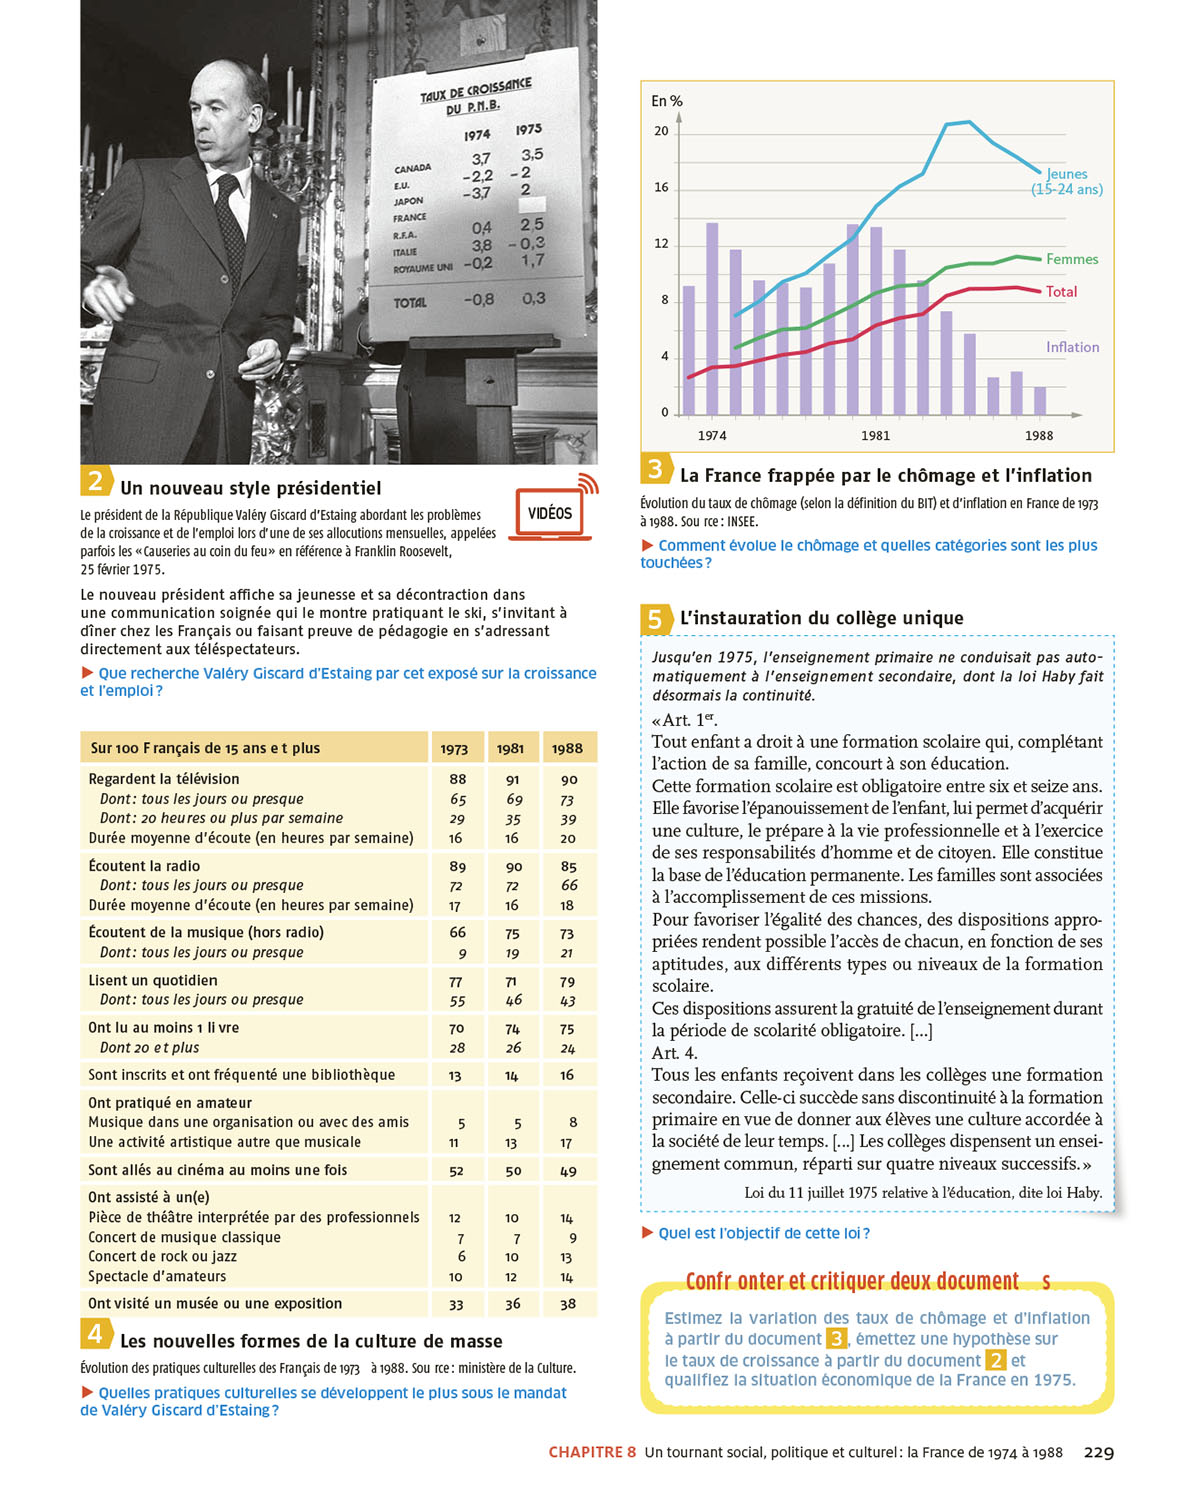 TAUX DE CROISSANCE
DU P.N.B.
1974 1975
CANADA 3,7 3,5
E.U. -2,2 -2
JAPON -3,7 2
FRANCE
R.F.A. 0,4 2,5
ITALIE 3,8 -0,3
ROYAUME UNI -0,2 1,7
TOTAL -0,8 0,3
2 Un nouveau style présidentiel
VIDÉOS
Le président de la République Valéry Giscard d'Estaing abordant les problèmes
de la croissance et de l'emploi lors d'une de ses allocutions mensuelles, appelées
parfois les « Causeries au coin du feu » en référence à Franklin Roosevelt,
25 février 1975.
Le nouveau président affiche sa jeunesse et sa décontraction dans
une communication soignée qui le montre pratiquant le ski, s'invitant à
dîner chez les Français ou faisant preuve de pédagogie en s'adressant
directement aux téléspectateurs.
▶ Que recherche Valéry Giscard d'Estaing par cet exposé sur la croissance
et l'emploi ?
Sur 100 F rançais de 15 ans e t plus 1973 1981 1988
Regardent la télévision 88 91 90
Dont : tous les jours ou presque 65 69 73
Dont : 20 heures ou plus par semaine 29 35 39
Durée moyenne d'écoute (en heures par semaine) 16 16 20
Écoutent la radio 89 90 85
Dont : tous les jours ou presque 72 72 66
Durée moyenne d'écoute (en heures par semaine) 17 16 18
Écoutent de la musique (hors radio) 66 75 73
Dont : tous les jours ou presque 9 19 21
Lisent un quotidien 77 71 79
Dont : tous les jours ou presque 55 46 43
Ont lu au moins 1 li vre 70 74 75
Dont 20 e t plus 28 26 24
Sont inscrits et ont fréquenté une bibliothèque 13 14 16
Ont pratiqué en amateur
Musique dans une organisation ou avec des amis 5 5 8
Une activité artistique autre que musicale 11 13 17
Sont allés au cinéma au moins une fois 52 50 49
Ont assisté à un(e)
Pièce de théâtre interprétée par des professionnels 12 10 14
Concert de musique classique 7 7 9
Concert de rock ou jazz 6 10 13
Spectacle d'amateurs 10 12 14
Ont visité un musée ou une exposition 33 36 38
4 Les nouvelles formes de la culture de masse
Évolution des pratiques culturelles des Français de 1973 à 1988. Sou rce : ministère de la Culture.
▶ Quelles pratiques culturelles se développent le plus sous le mandat
de Valéry Giscard d'Estaing ?
En %
20
16
12
8
4
0
1974 1981 1988
Jeunes
(15-24 ans)
Femmes
Total
Inflation
3 La France frappée par le chômage et l'inflation
Évolution du taux de chômage (selon la définition du BIT) et d'inflation en France de 1973
à 1988. Sou rce : INSEE.
▶ Comment évolue le chômage et quelles catégories sont les plus
touchées ?
5 L'instauration du collège unique
Jusqu'en 1975, l'enseignement primaire ne conduisait pas auto-
matiquement à l'enseignement secondaire, dont la loi Haby fait
désormais la continuité.
« Art. 1er.
Tout enfant a droit à une formation scolaire qui, complétant
l'action de sa famille, concourt à son éducation.
Cette formation scolaire est obligatoire entre six et seize ans.
Elle favorise l'épanouissement de l'enfant, lui permet d'acquérir
une culture, le prépare à la vie professionnelle et à l'exercice
de ses responsabilités d'homme et de citoyen. Elle constitue
la base de l'éducation permanente. Les familles sont associées
à l'accomplissement de ces missions.
Pour favoriser l'égalité des chances, des dispositions appro-
priées rendent possible l'accès de chacun, en fonction de ses
aptitudes, aux différents types ou niveaux de la formation
scolaire.
Ces dispositions assurent la gratuité de l'enseignement durant
la période de scolarité obligatoire. [...]
Art. 4.
Tous les enfants reçoivent dans les collèges une formation
secondaire. Celle-ci succède sans discontinuité à la formation
primaire en vue de donner aux élèves une culture accordée à
la société de leur temps. [...] Les collèges dispensent un ensei-
gnement commun, réparti sur quatre niveaux successifs. »
Loi du 11 juillet 1975 relative à l'éducation, dite loi Haby.
▶ Quel est l'objectif de cette loi ?
Confr onter et critiquer deux document s
Estimez la variation des taux de chômage et d'inflation
à partir du document 3, émettez une hypothèse sur
le taux de croissance à partir du document 2 et
qualifiez la situation économique de la France en 1975.
CHAPITRE 8 Un tournant social, politique et culturel : la France de 1974 à 1988 229